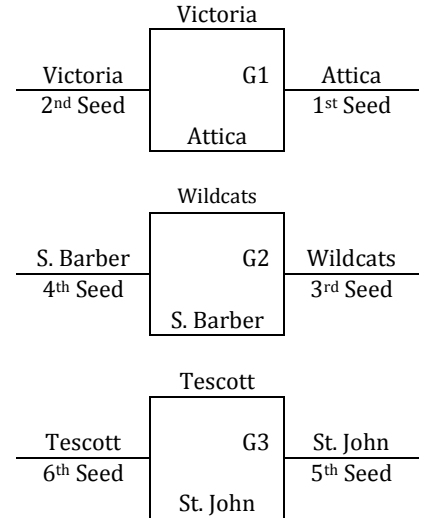 Victoria
Victoria G1 Attica
2nd Seed 1st Seed
Attica
Wildcats
S. Barber G2 Wildcats
4th Seed 3rd Seed
S. Barber
Tescott
Tescott G3 St. John
6th Seed 5th Seed
St. John